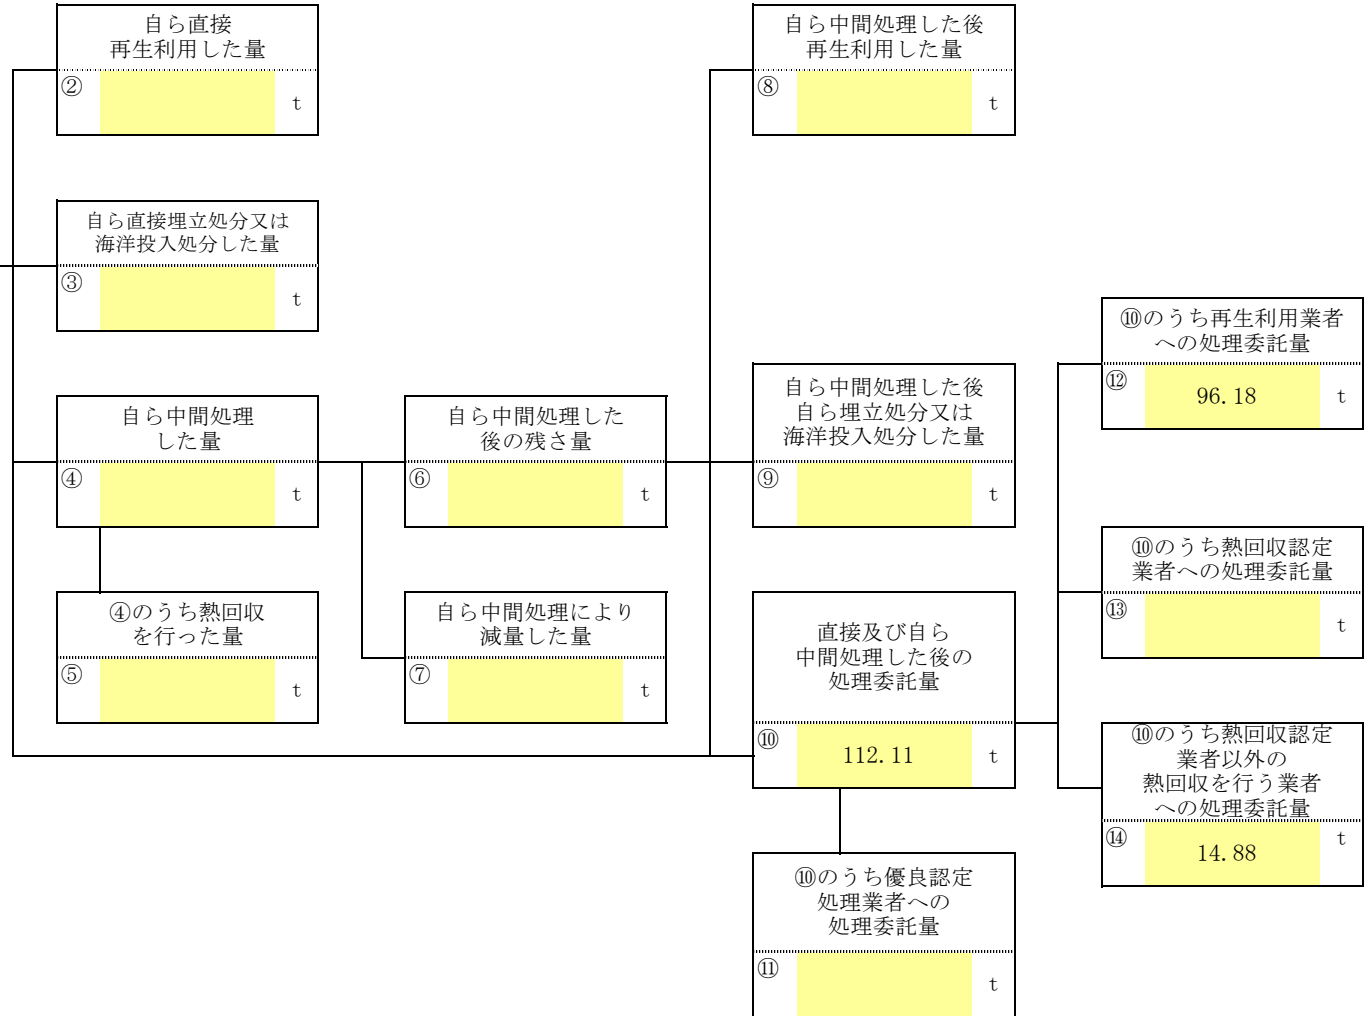 自ら直接
再生利用した量
②
t
自ら中間処理した後
再生利用した量
⑧
t
自ら直接埋立処分又は
海洋投入処分した量
③
t
⑩のうち再生利用業者
への処理委託量
⑫
96.18
t
自ら中間処理
した量
④
t
自ら中間処理した
後の残さ量
⑥
t
自ら中間処理した後
自ら埋立処分又は
海洋投入処分した量
⑨
t
⑩のうち熱回収認定
業者への処理委託量
⑬
t
④のうち熱回収
を行った量
⑤
t
自ら中間処理により
減量した量
⑦
t
直接及び自ら
中間処理した後の
処理委託量
⑩
112.11
t
⑩のうち熱回収認定
業者以外の
熱回収を行う業者
への処理委託量
⑭
14.88
t
⑩のうち優良認定
処理業者への
処理委託量
⑪
t